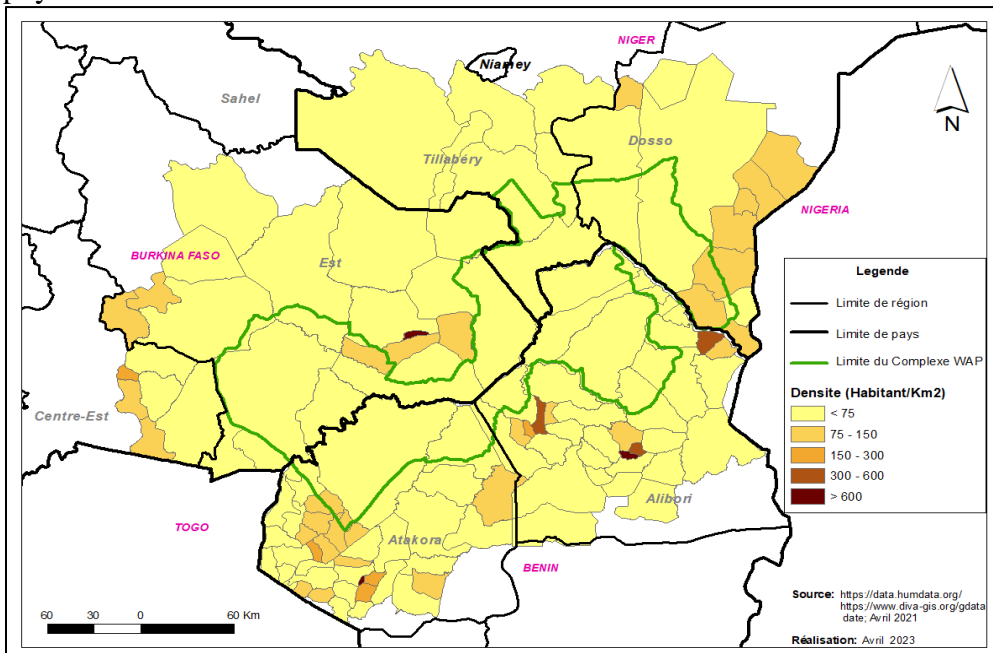 NIGER
Niamey
Sahel
N
Tillabéry
Dosso
NIGERIA
BURKINA FASO
Est
Centre-Est
Alibori
TOGO
Atakora
BENIN
60 30 0 60 Km
Legende
Limite de région
Limite de pays
Limite du Complexe WAP
Densite (Habitant/Km2)
< 75
75 - 150
150 - 300
300 - 600
> 600
Source: https://data.humdata.org/
https://www.diva-gis.org/gdata
date; Avril 2021
Réalisation: Avril 2023